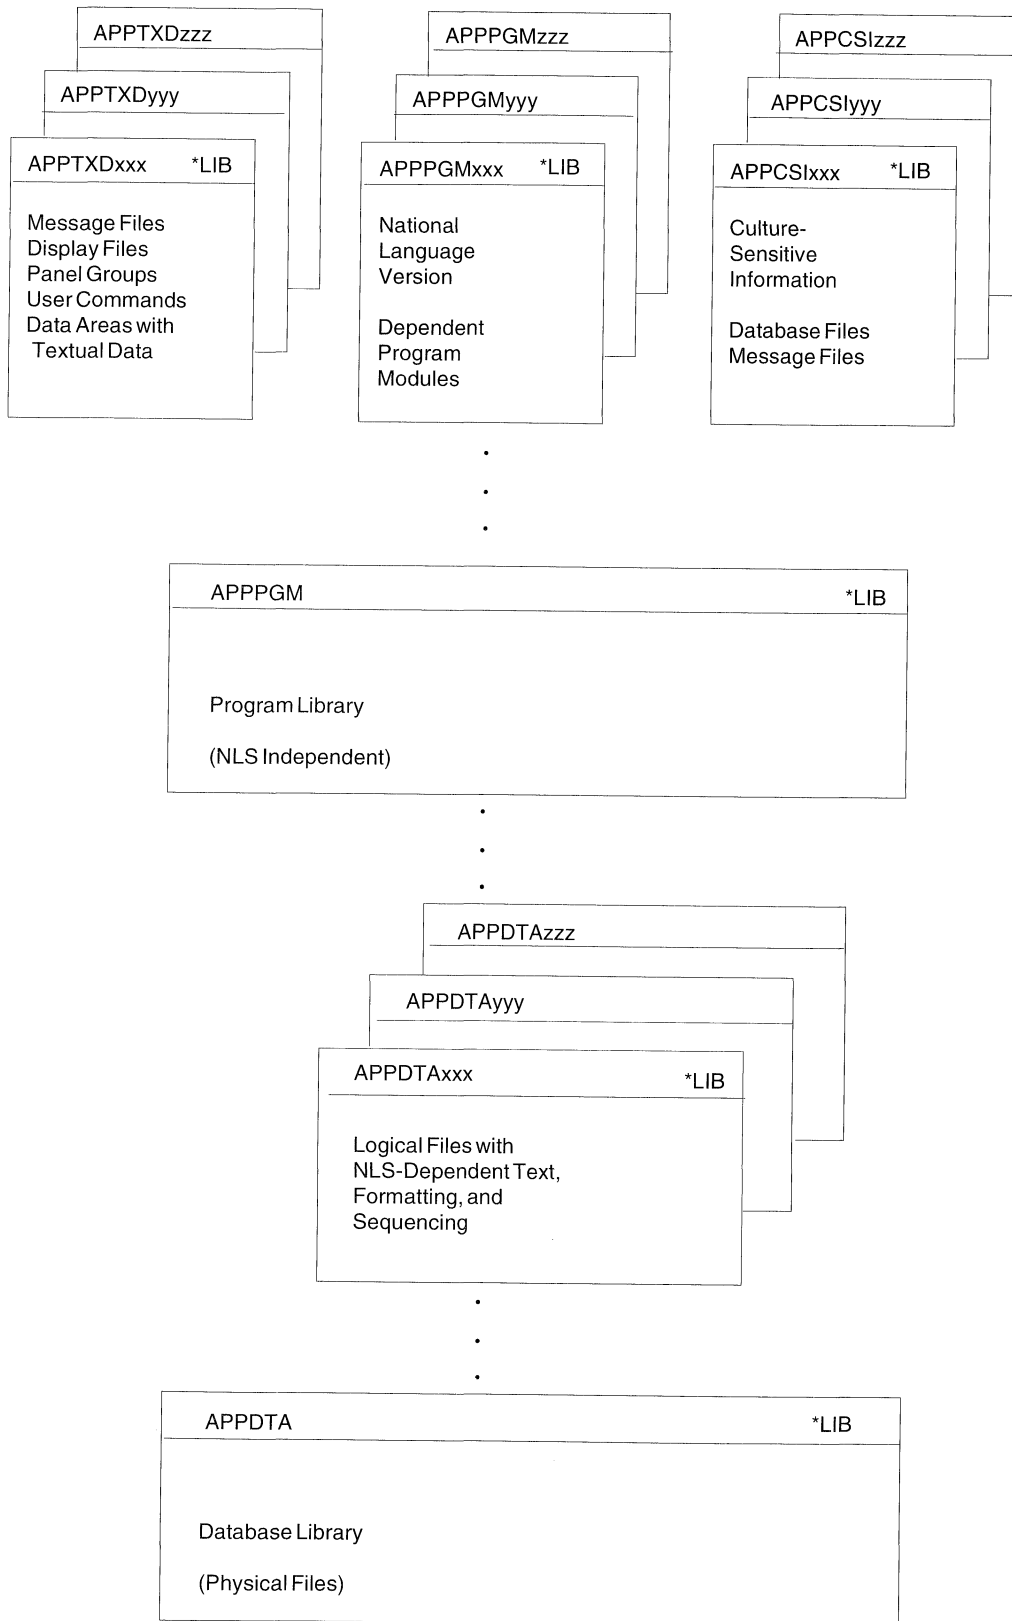 APPTXDzzz
APPTXDyyy
APPTXDxxx *LIB
Message Files
Display Files
Panel Groups
User Commands
Data Areas with
Textual Data
APPPGMzzz
APPPGMyyy
APPPGMxxx *LIB
National
Language
Version
Dependent
Program
Modules
APPCSIzzz
APPCSIyyy
APPCSIxxx *LIB
Culture-
Sensitive
Information
Database Files
Message Files
APPPGM *LIB
Program Library
(NLS Independent)
APPDTAzzz
APPDTAyyy
APPDTAxxx *LIB
Logical Files with
NLS-Dependent Text,
Formatting, and
Sequencing
APPDTA *LIB
Database Library
(Physical Files)